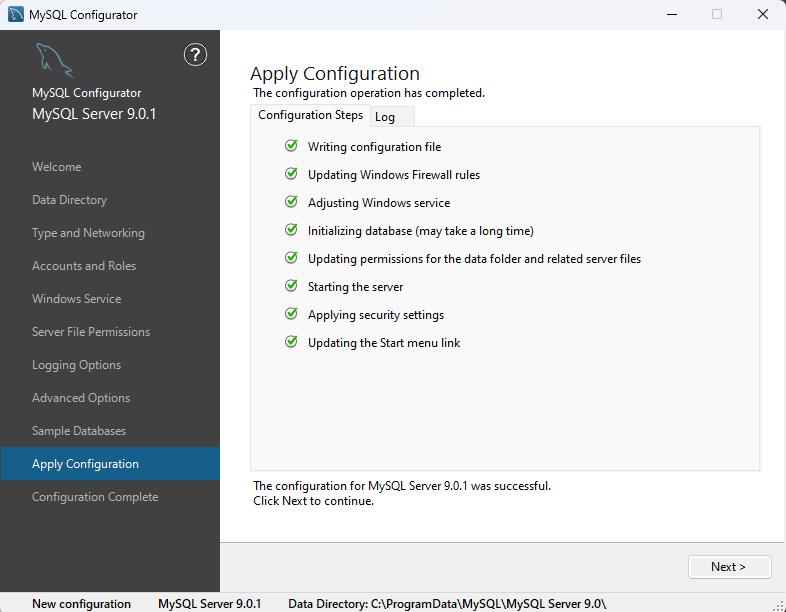 MySQL Configurator
?
MySQL Configurator
MySQL Server 9.0.1
Welcome
Data Directory
Type and Networking
Accounts and Roles
Windows Service
Server File Permissions
Logging Options
Advanced Options
Sample Databases
Apply Configuration
Configuration Complete
Apply Configuration
The configuration operation has completed.
Configuration Steps Log
Writing configuration file
Updating Windows Firewall rules
Adjusting Windows service
Initializing database (may take a long time)
Updating permissions for the data folder and related server files
Starting the server
Applying security settings
Updating the Start menu link
The configuration for MySQL Server 9.0.1 was successful.
Click Next to continue.
Next >
New configuration MySQL Server 9.0.1 Data Directory: C:\ProgramData\MySQL\MySQL Server 9.0\